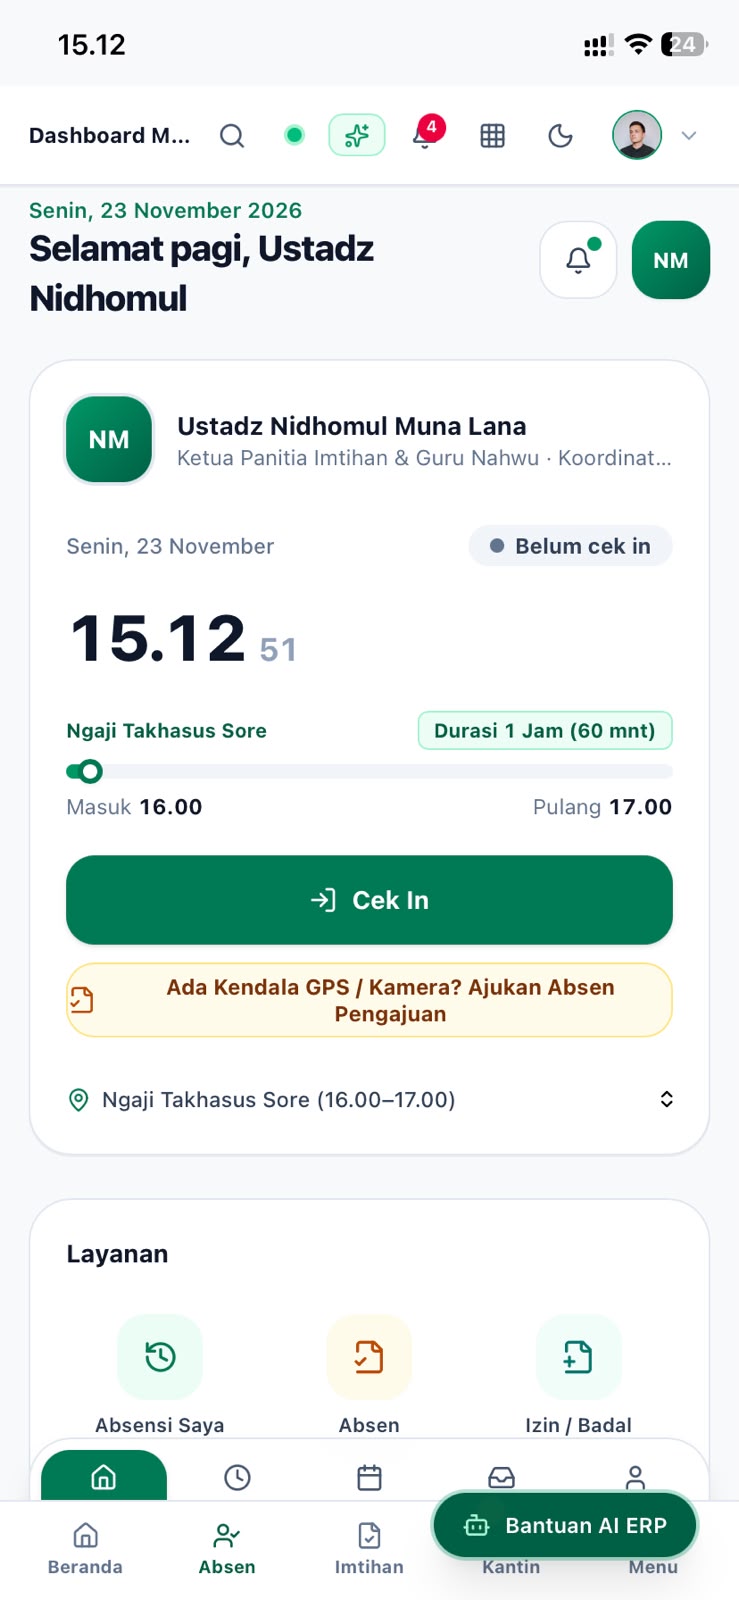 15.12
24
Dashboard M...
4
Senin, 23 November 2026
Selamat pagi, Ustadz
Nidhomul
NM
NM
Ustadz Nidhomul Muna Lana
Ketua Panitia Imtihan & Guru Nahwu · Koordinat...
Senin, 23 November
Belum cek in
15.12 51
Ngaji Takhasus Sore
Durasi 1 Jam (60 mnt)
Masuk 16.00
Pulang 17.00
Cek In
Ada Kendala GPS / Kamera? Ajukan Absen
Pengajuan
Ngaji Takhasus Sore (16.00–17.00)
Layanan
Absensi Saya
Absen
Izin / Badal
Bantuan AI ERP
Beranda
Absen
Imtihan
Kantin
Menu